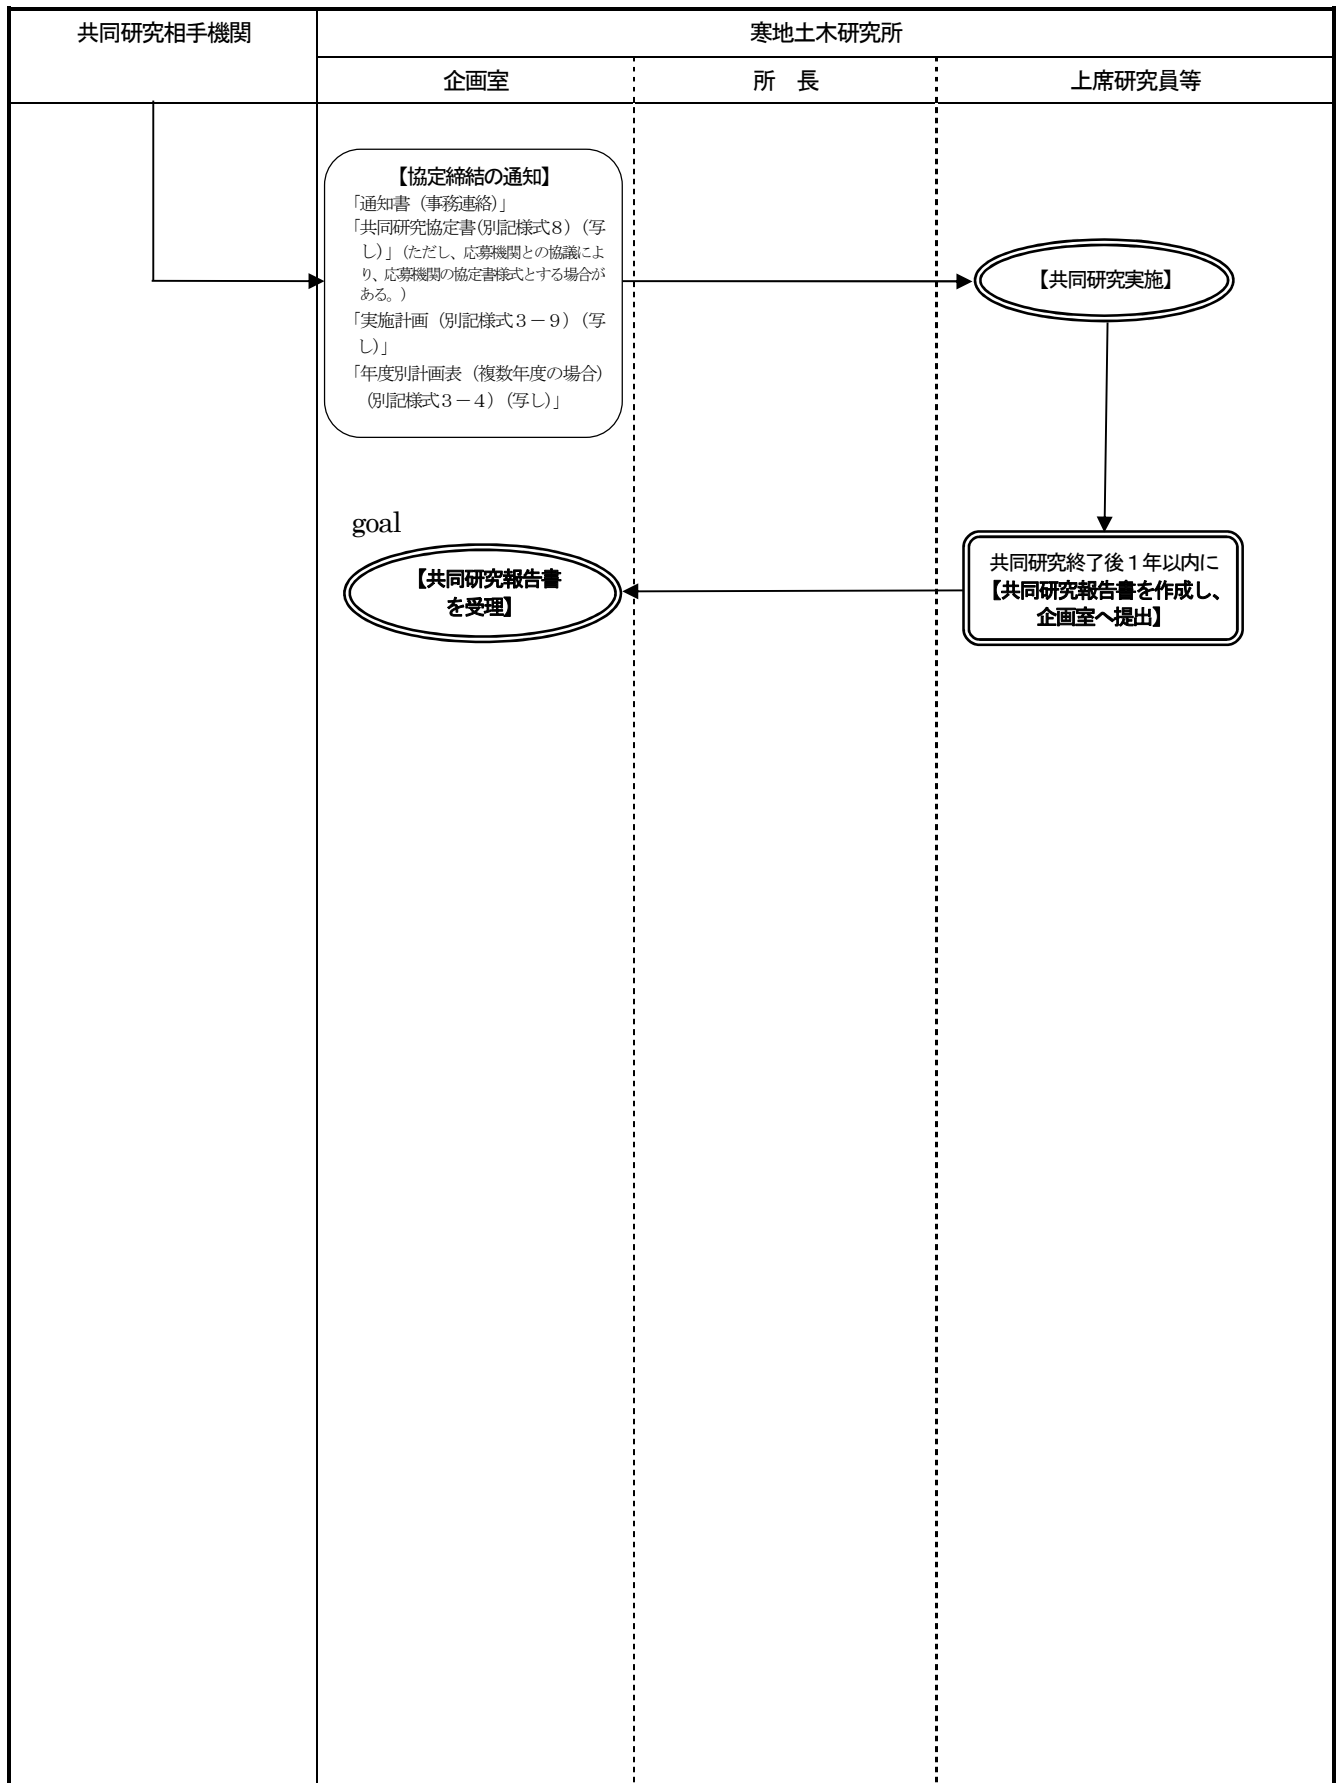 共同研究相手機関
寒地土木研究所
企画室
所　長
上席研究員等
【協定締結の通知】
「通知書（事務連絡）」
「共同研究協定書（別記様式８）（写
し）」（ただし、応募機関との協議によ
り、応募機関の協定書様式とする場合が
ある。）
「実施計画（別記様式３－９）（写
し）」
「年度別計画表（複数年度の場合）
（別記様式３－４）（写し）」
【共同研究実施】
共同研究終了後１年以内に
【共同研究報告書を作成し、
企画室へ提出】
goal
【共同研究報告書
を受理】